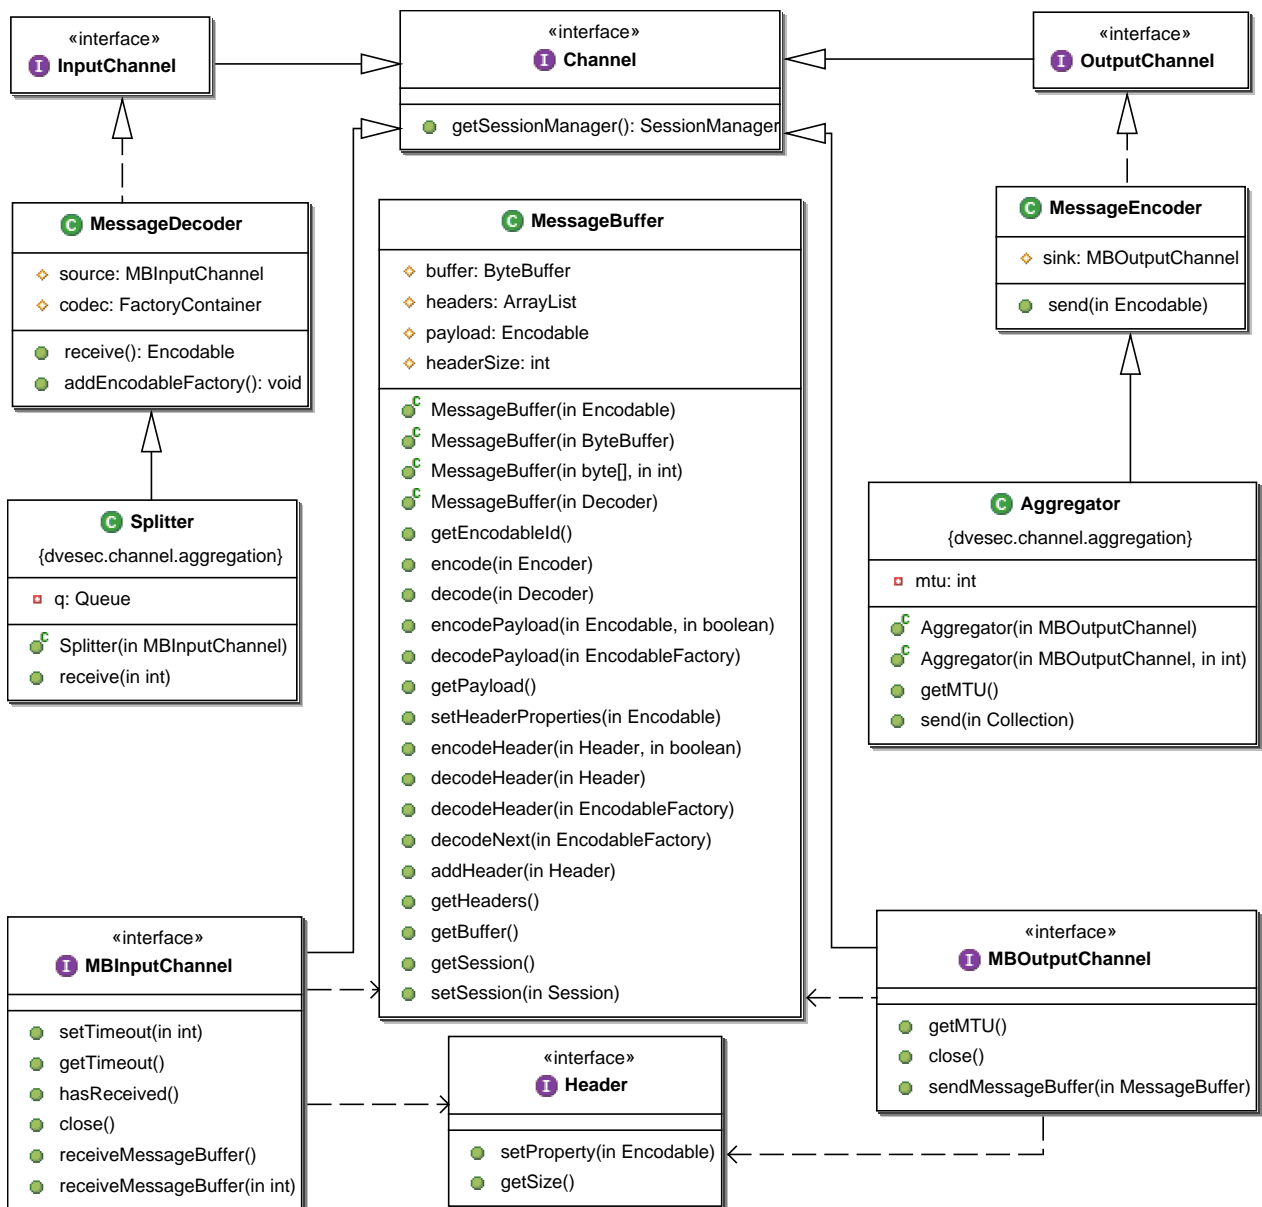 «interface»
I InputChannel
«interface»
I Channel
getSessionManager(): SessionManager
«interface»
I OutputChannel
C MessageDecoder
source: MBInputChannel
codec: FactoryContainer
receive(): Encodable
addEncodableFactory(): void
C MessageBuffer
buffer: ByteBuffer
headers: ArrayList
payload: Encodable
headerSize: int
C MessageBuffer(in Encodable)
C MessageBuffer(in ByteBuffer)
C MessageBuffer(in byte[], in int)
C MessageBuffer(in Decoder)
getEncodableId()
encode(in Encoder)
decode(in Decoder)
encodePayload(in Encodable, in boolean)
decodePayload(in EncodableFactory)
getPayload()
setHeaderProperties(in Encodable)
encodeHeader(in Header, in boolean)
decodeHeader(in Header)
decodeHeader(in EncodableFactory)
decodeNext(in EncodableFactory)
addHeader(in Header)
getHeaders()
getBuffer()
getSession()
setSession(in Session)
C MessageEncoder
sink: MBOutputChannel
send(in Encodable)
C Splitter
{dvesec.channel.aggregation}
q: Queue
C Splitter(in MBInputChannel)
receive(in int)
C Aggregator
{dvesec.channel.aggregation}
mtu: int
C Aggregator(in MBOutputChannel)
C Aggregator(in MBOutputChannel, in int)
getMTU()
send(in Collection)
«interface»
I MBInputChannel
setTimeout(in int)
getTimeout()
hasReceived()
close()
receiveMessageBuffer()
receiveMessageBuffer(in int)
«interface»
I Header
setProperty(in Encodable)
getSize()
«interface»
I MBOutputChannel
getMTU()
close()
sendMessageBuffer(in MessageBuffer)